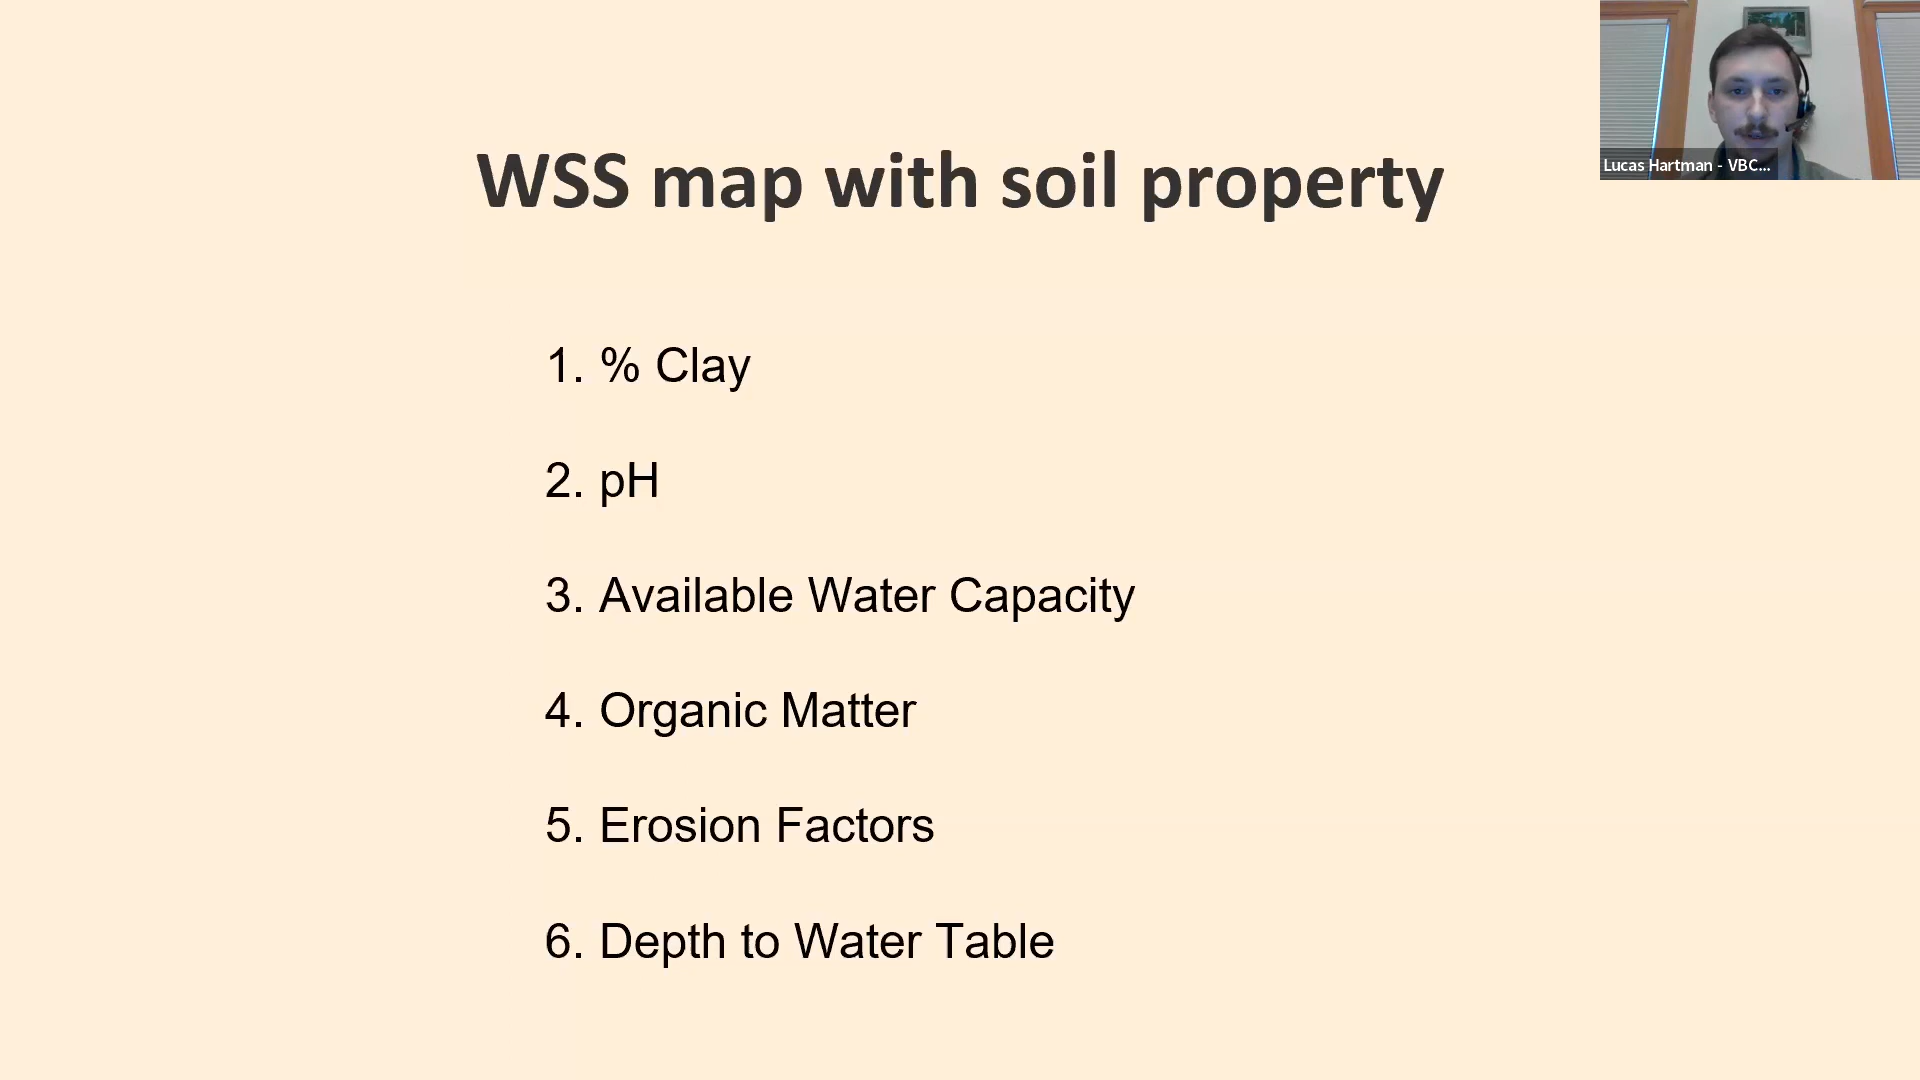 WSS map with soil property
Lucas Hartman - VBC...
1. % Clay
2. pH
3. Available Water Capacity
4. Organic Matter
5. Erosion Factors
6. Depth to Water Table